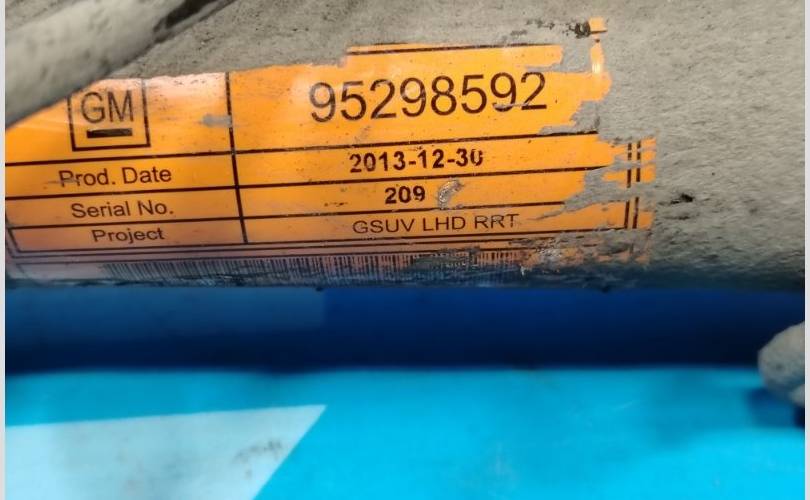 GM
95298592
Prod. Date 2013-12-30
Serial No. 209
Project GSUV LHD RRT